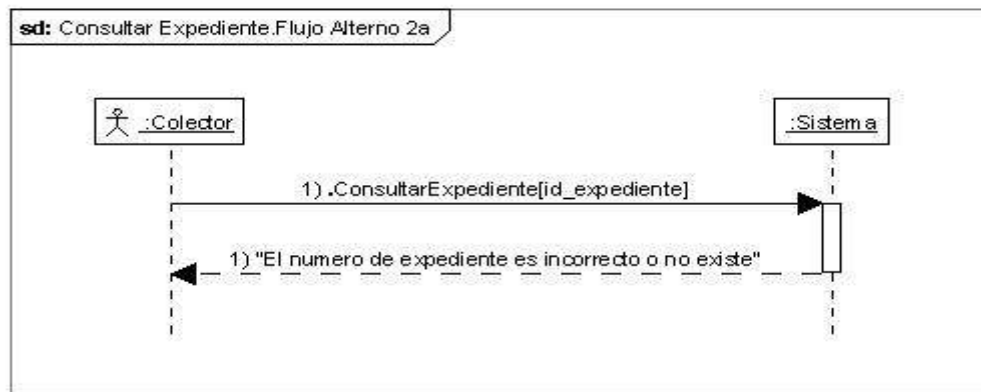 sd: Consultar Expediente.Flujo Alterno 2a
:Colector
:Sistema
1) .ConsultarExpediente[id_expediente]
1) "El numero de expediente es incorrecto o no existe"